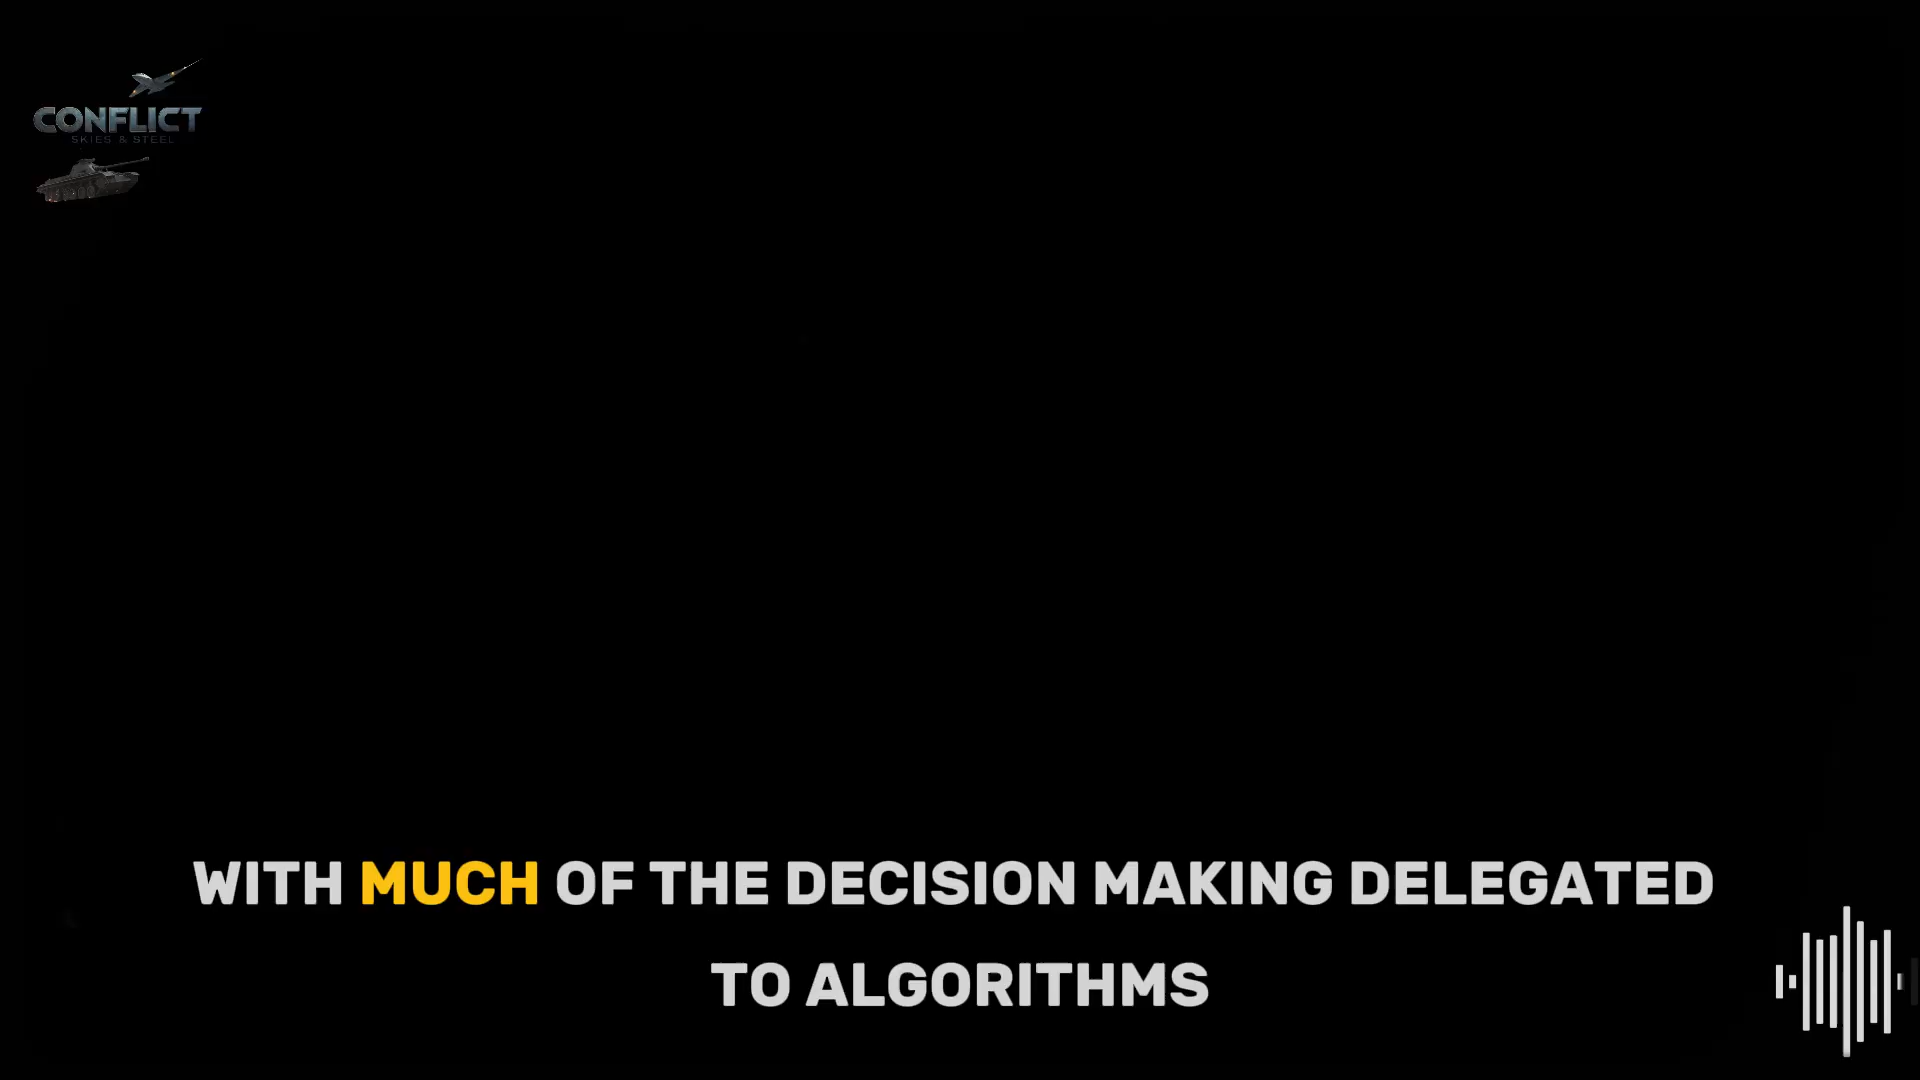 CONFLICT
SKIES & STEEL
WITH MUCH OF THE DECISION MAKING DELEGATED
TO ALGORITHMS